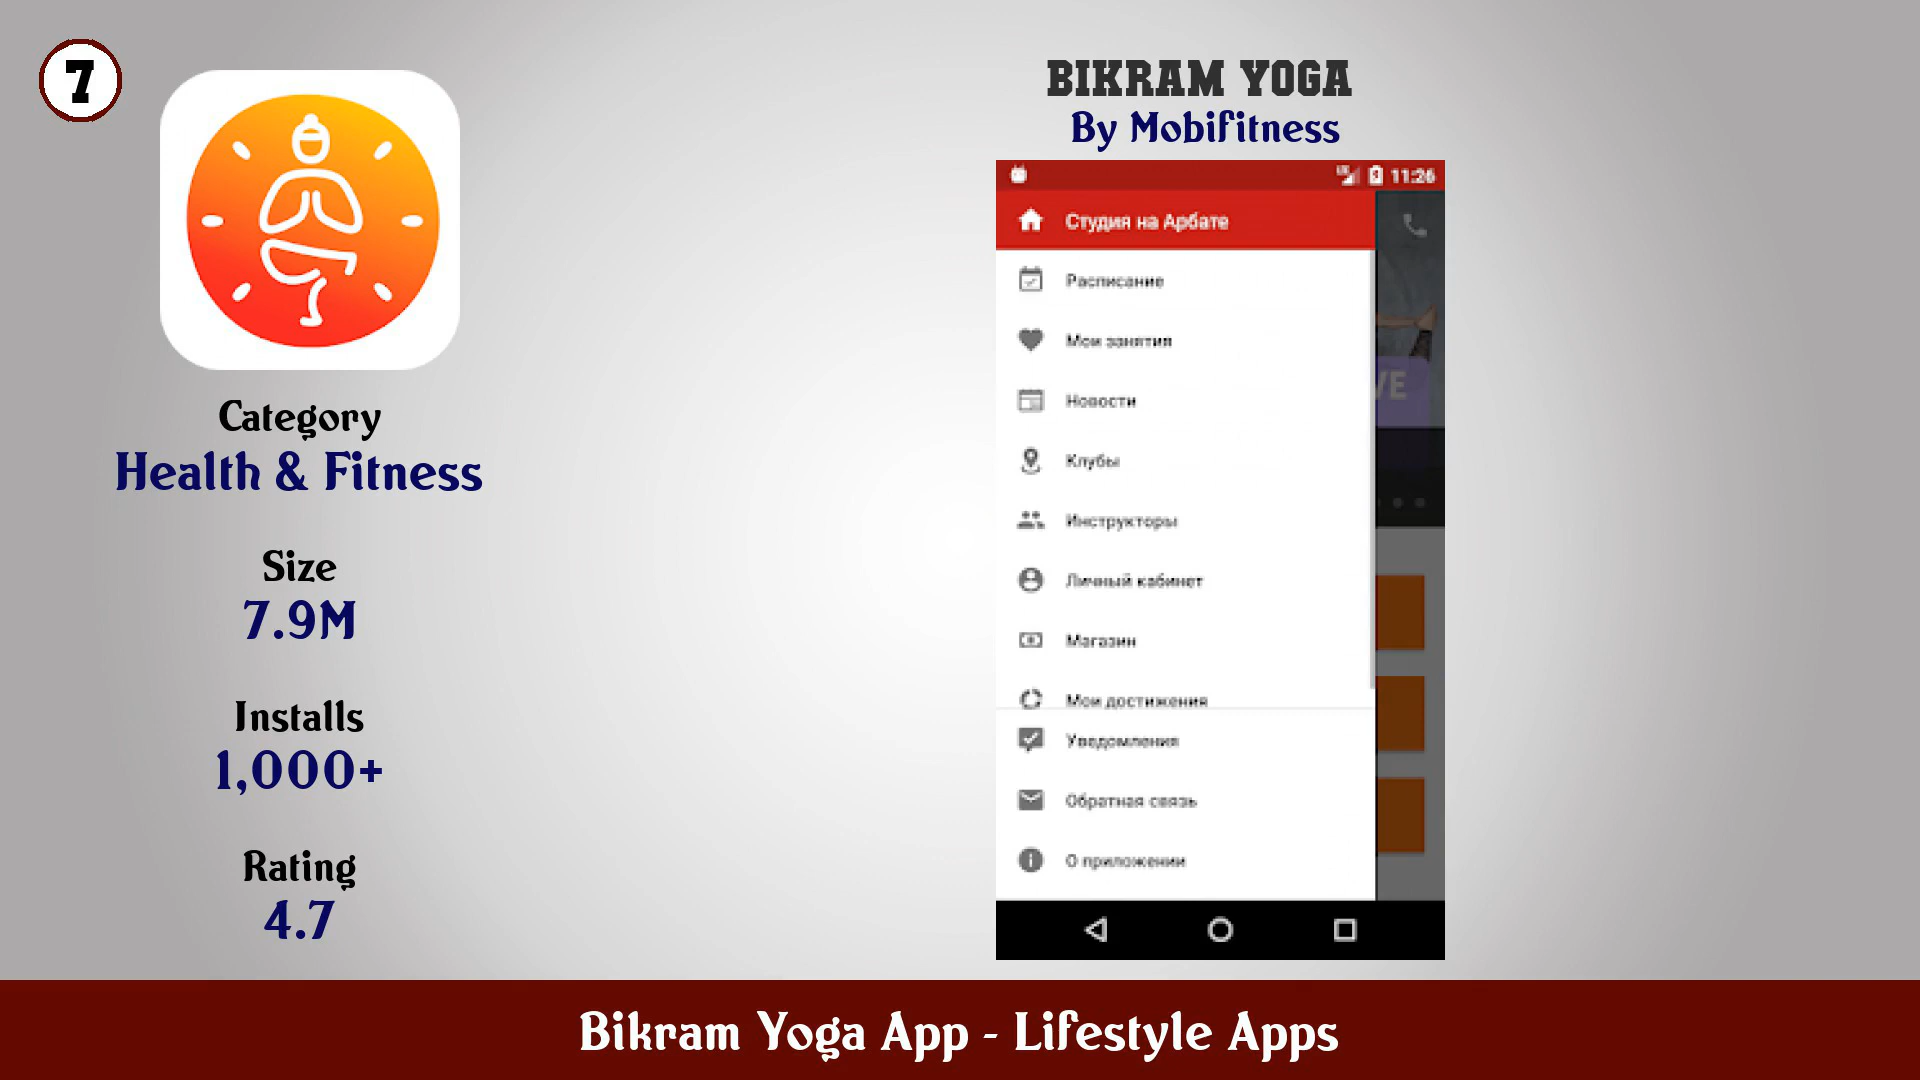 7
BIKRAM YOGA
By Mobifitness
Category
Health & Fitness
Size
7.9M
Installs
1,000+
Rating
4.7
11:26
Студия на Арбате
Расписание
Мои занятия
Новости
Клубы
Инструкторы
Личный кабинет
Магазин
Мои достижения
Уведомления
Обратная связь
О приложении
VE
Bikram Yoga App - Lifestyle Apps